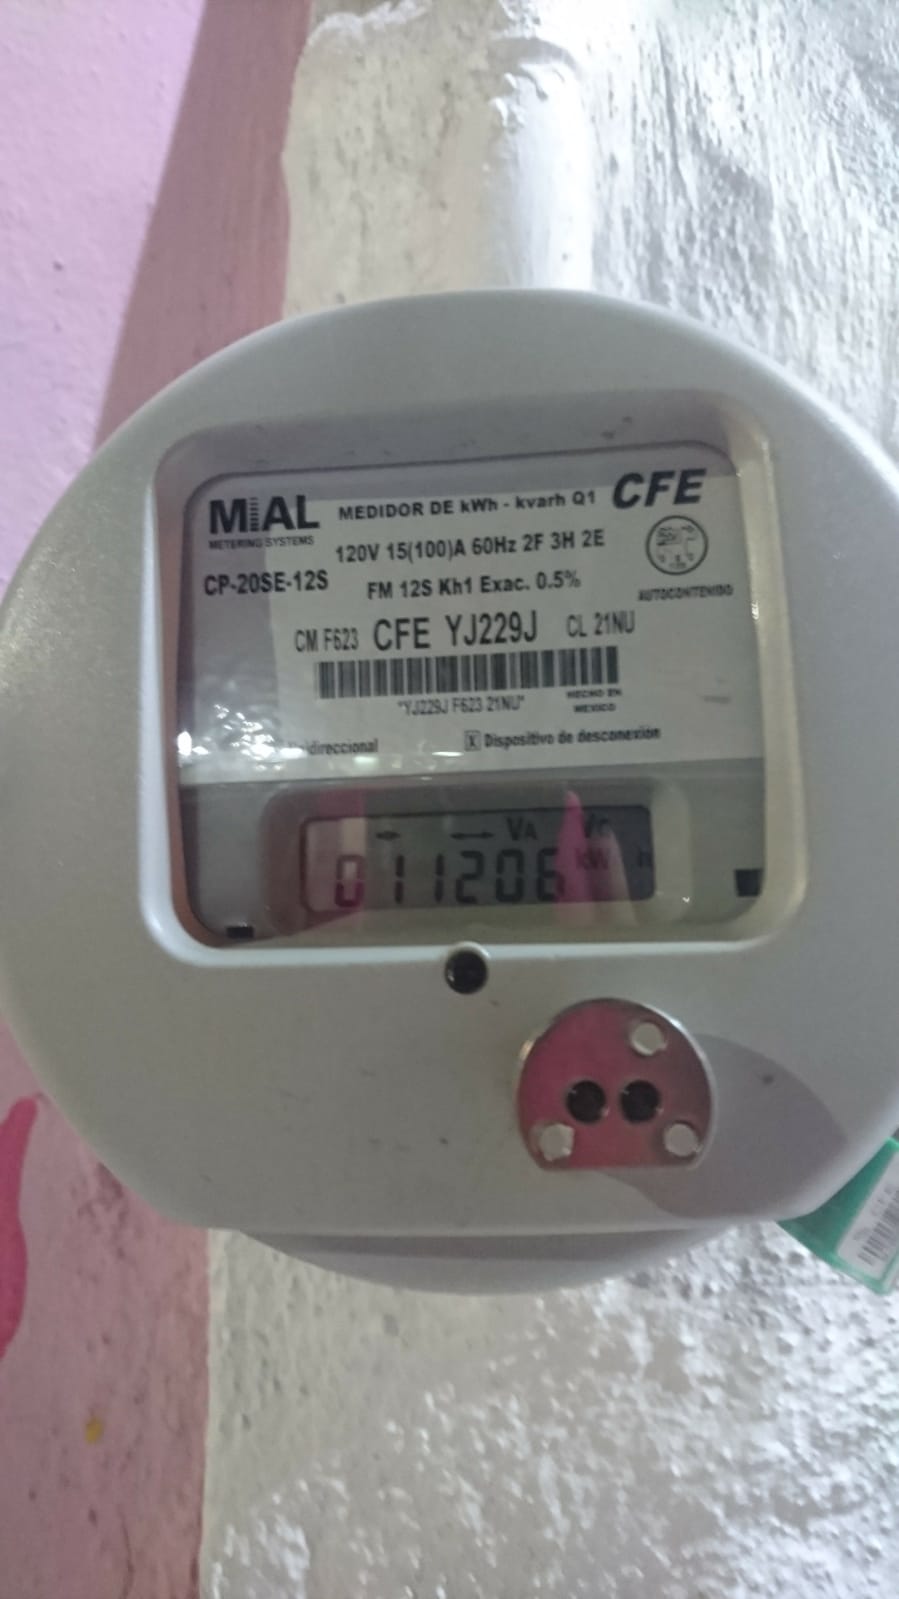 MIAL
METERING SYSTEMS
MEDIDOR DE kWh - kvarh Q1
CFE
120V 15(100)A 60Hz 2F 3H 2E
CP-20SE-12S
FM 12S Kh1 Exac. 0.5%
AUTOCONTENIDO
CM F623 CFE YJ229J CL 21NU
"YJ229J F623 21NU"
HECHO EN
MEXICO
X Dispositivo de desconexión
VA
011206 kW h